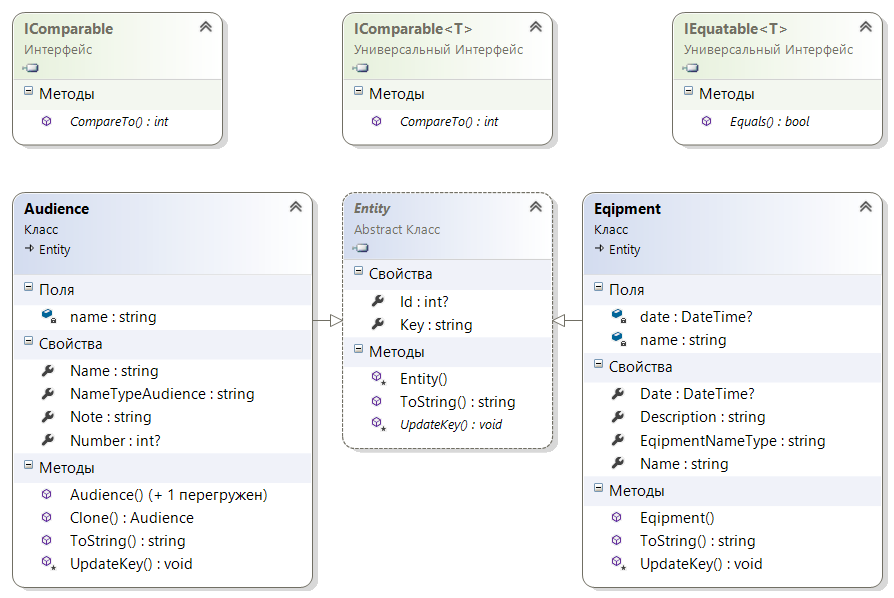 IComparable
Интерфейс
Методы
CompareTo() : int
IComparable<T>
Универсальный Интерфейс
Методы
CompareTo() : int
IEquatable<T>
Универсальный Интерфейс
Методы
Equals() : bool
Audience
Класс
Entity
Поля
name : string
Свойства
Name : string
NameTypeAudience : string
Note : string
Number : int?
Методы
Audience() (+ 1 перегружен)
Clone() : Audience
ToString() : string
UpdateKey() : void
Entity
Abstract Класс
Свойства
Id : int?
Key : string
Методы
Entity()
ToString() : string
UpdateKey() : void
Eqipment
Класс
Entity
Поля
date : DateTime?
name : string
Свойства
Date : DateTime?
Description : string
EqipmentNameType : string
Name : string
Методы
Eqipment()
ToString() : string
UpdateKey() : void